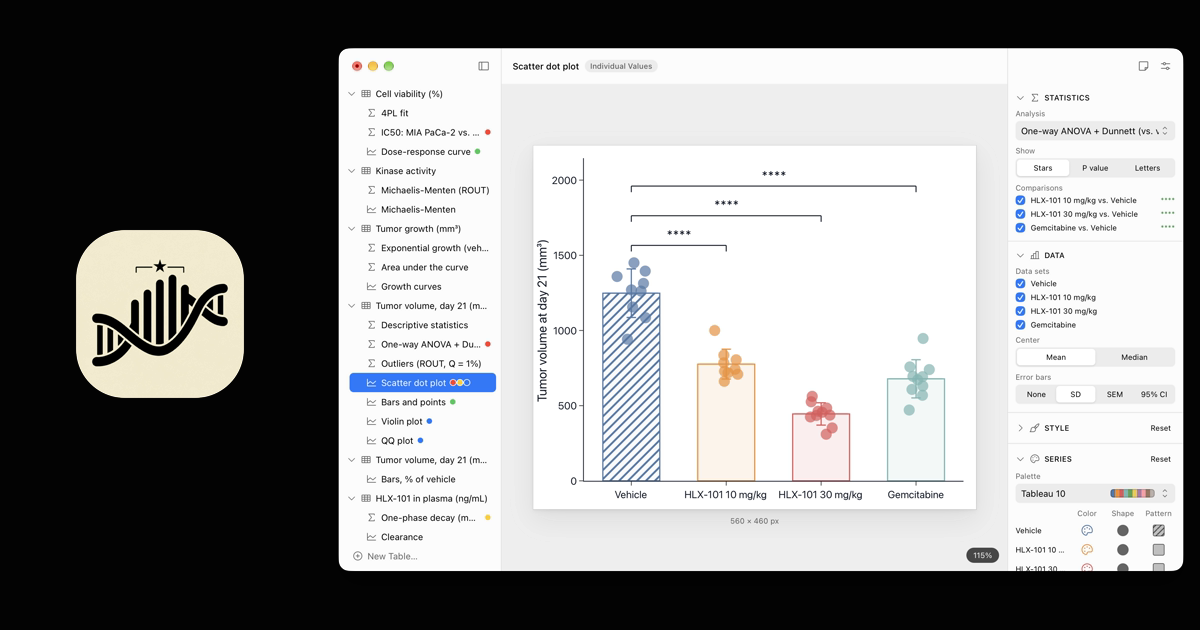 Cell viability (%)
4PL fit
IC50: MIA PaCa-2 vs. ...
Dose-response curve
Kinase activity
Michaelis-Menten (ROUT)
Michaelis-Menten
Tumor growth (mm³)
Exponential growth (veh...
Area under the curve
Growth curves
Tumor volume, day 21 (m...
Descriptive statistics
One-way ANOVA + Du...
Outliers (ROUT, Q = 1%)
Scatter dot plot
Bars and points
Violin plot
QQ plot
Tumor volume, day 21 (m...
Bars, % of vehicle
HLX-101 in plasma (ng/mL)
One-phase decay (m...
Clearance
New Table...
Scatter dot plot Individual Values
Tumor volume at day 21 (mm³)
2000
1500
1000
500
0
****
****
****
Vehicle HLX-101 10 mg/kg HLX-101 30 mg/kg Gemcitabine
560 × 460 px
115%
STATISTICS
Analysis
One-way ANOVA + Dunnett (vs.
Show
Stars P value Letters
Comparisons
HLX-101 10 mg/kg vs. Vehicle ****
HLX-101 30 mg/kg vs. Vehicle ****
Gemcitabine vs. Vehicle ****
DATA
Data sets
Vehicle
HLX-101 10 mg/kg
HLX-101 30 mg/kg
Gemcitabine
Center
Mean Median
Error bars
None SD SEM 95% CI
STYLE Reset
SERIES Reset
Palette
Tableau 10
Color Shape Pattern
Vehicle
HLX-101 10 ...
HLX-101 30